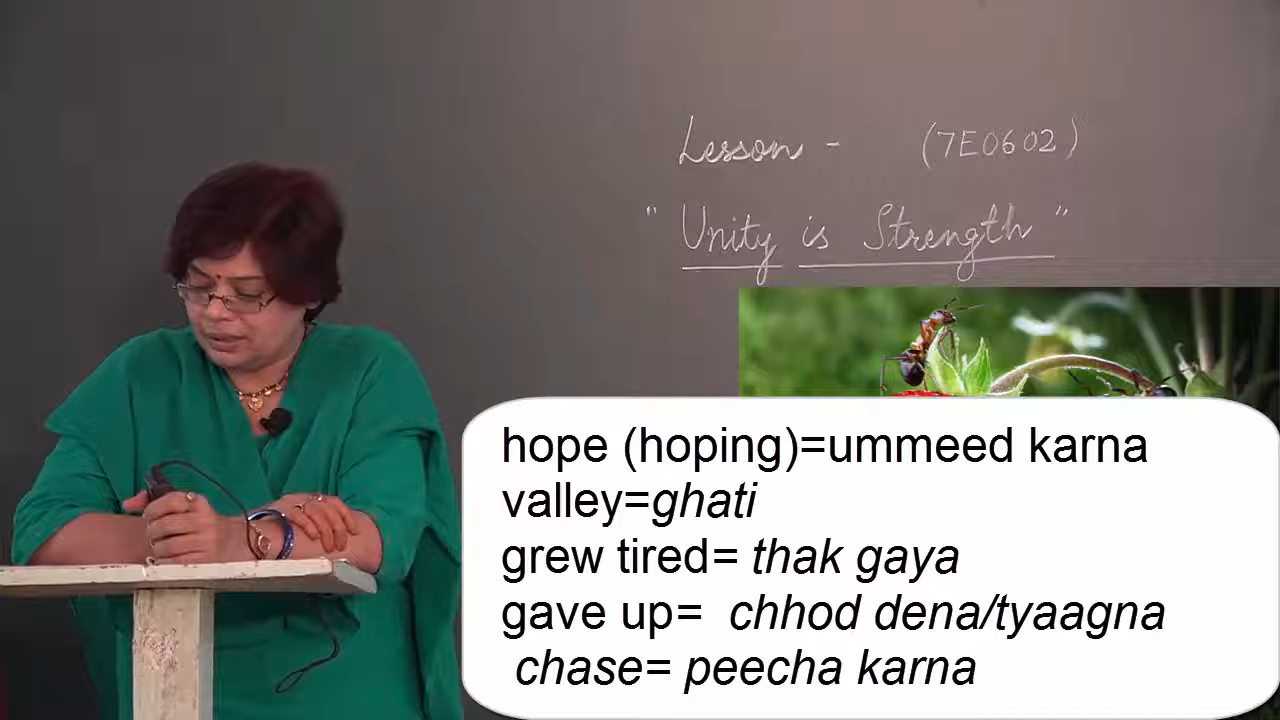 Lesson - (7E0602)
"Unity is Strength"
hope (hoping)=ummeed karna
valley=ghati
grew tired= thak gaya
gave up= chhod dena/tyaagna
chase= peecha karna